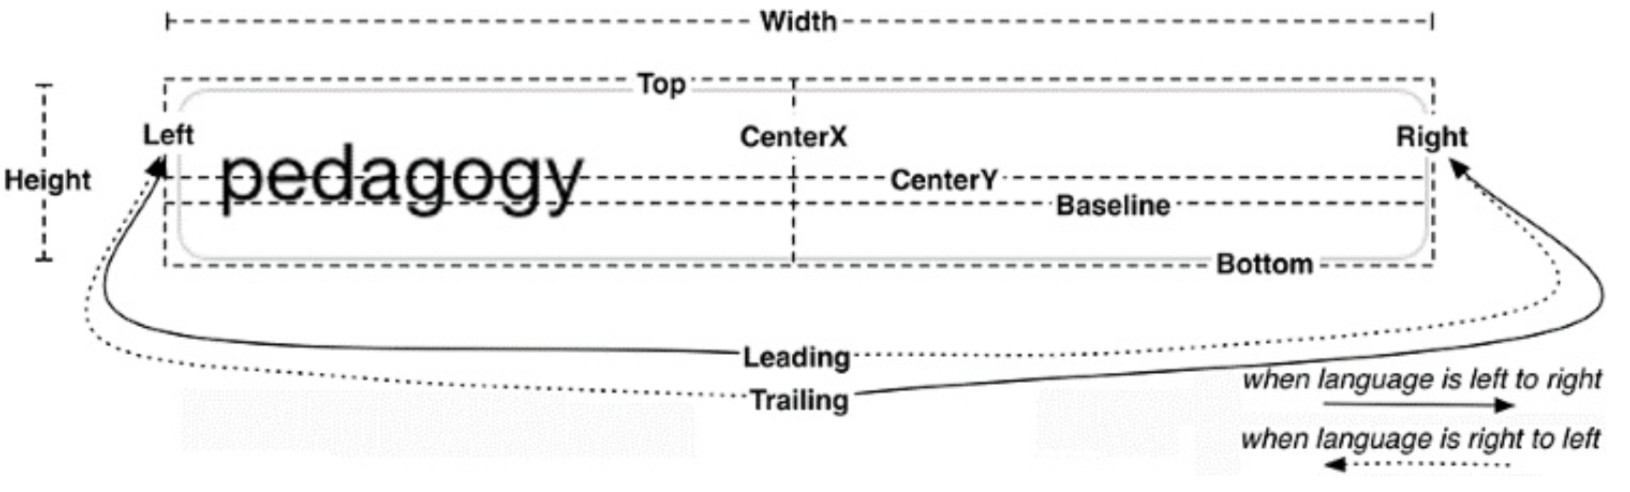 Width
Top
Left
CenterX
Right
Height
pedagogy
CenterY
Baseline
Bottom
Leading
Trailing
when language is left to right
when language is right to left